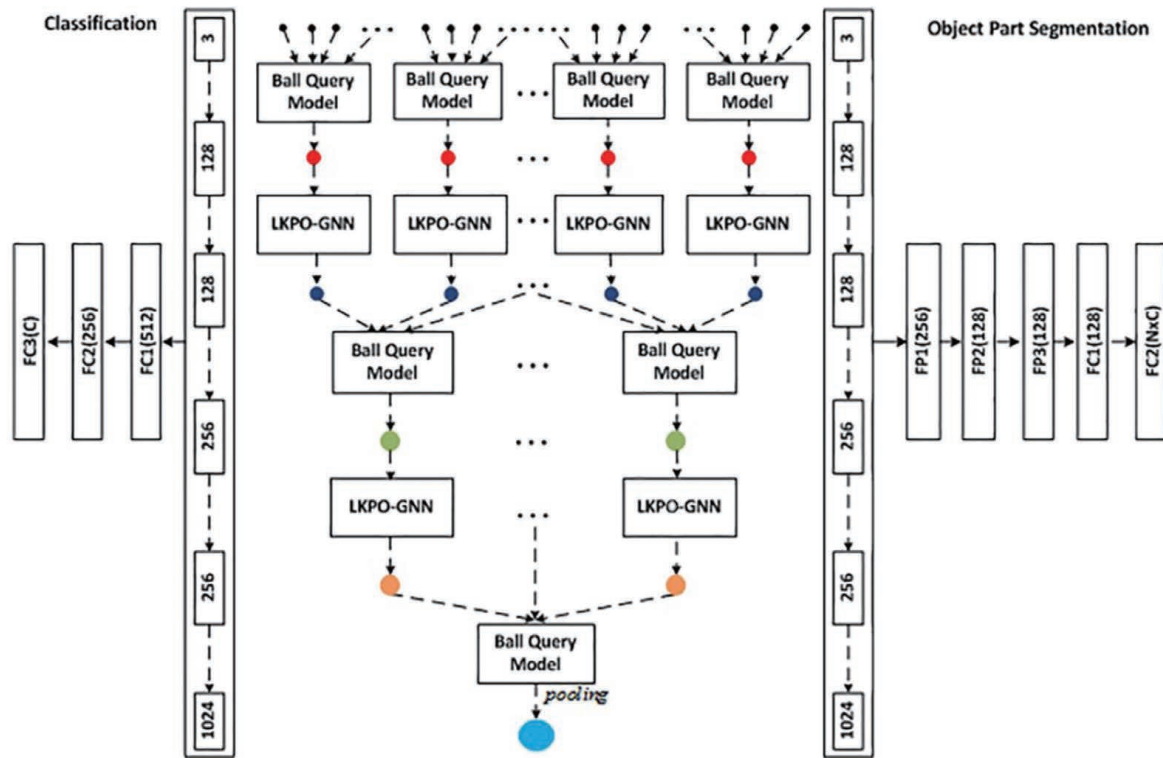 Classification
Object Part Segmentation
3
128
128
256
256
1024
FC1(512)
FC2(256)
FC3(C)
Ball Query
Model
Ball Query
Model
Ball Query
Model
Ball Query
Model
LKPO-GNN
LKPO-GNN
LKPO-GNN
LKPO-GNN
Ball Query
Model
Ball Query
Model
LKPO-GNN
LKPO-GNN
Ball Query
Model
pooling
3
128
128
256
256
1024
FP1(256)
FP2(128)
FP3(128)
FC1(128)
FC2(NxC)